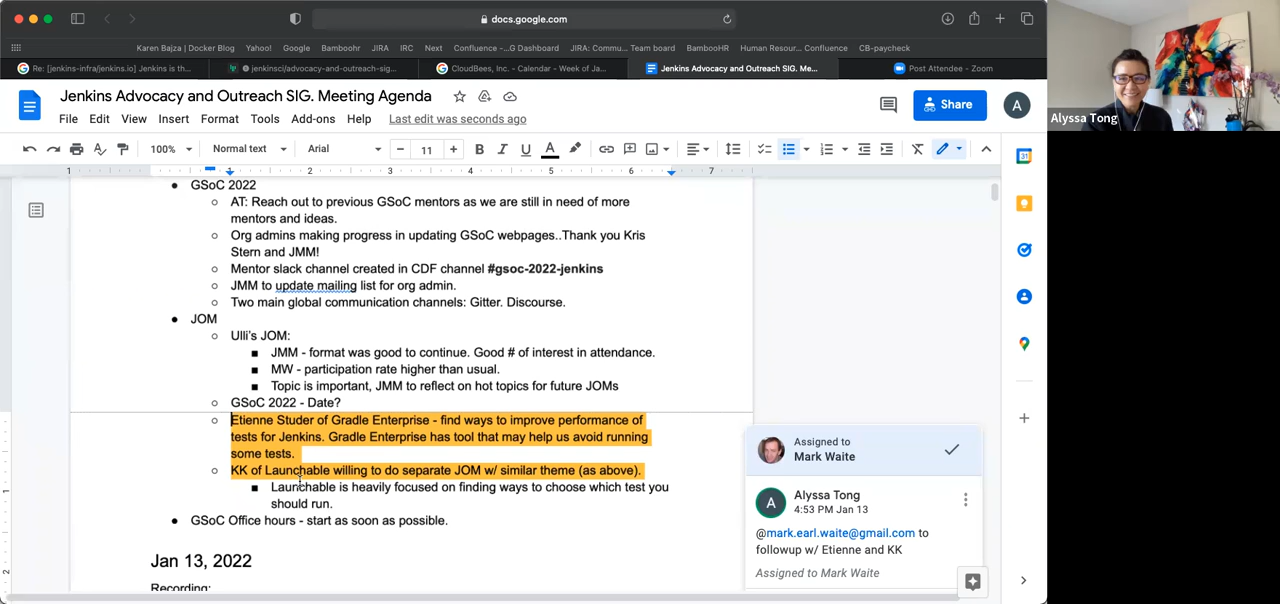 docs.google.com
Karen Bajza | Docker Blog Yahoo! Google Bamboohr JIRA IRC Next Confluence -...G Dashboard JIRA: Commu... Team board BambooHR Human Resour... Confluence CB-paycheck
Re: [jenkins-infra/jenkins.io] Jenkins is th... jenkinsci/advocacy-and-outreach-sig... CloudBees, Inc. - Calendar - Week of Ja... Jenkins Advocacy and Outreach SIG. Me... Post Attendee - Zoom
Alyssa Tong
Jenkins Advocacy and Outreach SIG. Meeting Agenda
Share
A
File Edit View Insert Format Tools Add-ons Help Last edit was seconds ago
100% Normal text Arial 11 B I U A
1 1 2 3 4 5 6 7
31
GSoC 2022
AT: Reach out to previous GSoC mentors as we are still in need of more
mentors and ideas.
Org admins making progress in updating GSoC webpages..Thank you Kris
Stern and JMM!
Mentor slack channel created in CDF channel #gsoc-2022-jenkins
JMM to update mailing list for org admin.
Two main global communication channels: Gitter. Discourse.
JOM
Ulli's JOM:
JMM - format was good to continue. Good # of interest in attendance.
MW - participation rate higher than usual.
Topic is important, JMM to reflect on hot topics for future JOMs
GSoC 2022 - Date?
Etienne Studer of Gradle Enterprise - find ways to improve performance of
tests for Jenkins. Gradle Enterprise has tool that may help us avoid running
some tests.
KK of Launchable willing to do separate JOM w/ similar theme (as above).
Launchable is heavily focused on finding ways to choose which test you
should run.
GSoC Office hours - start as soon as possible.
Jan 13, 2022
Recording:
1
2
Assigned to
Mark Waite
A
Alyssa Tong
4:53 PM Jan 13
@mark.earl.waite@gmail.com to
followup w/ Etienne and KK
Assigned to Mark Waite